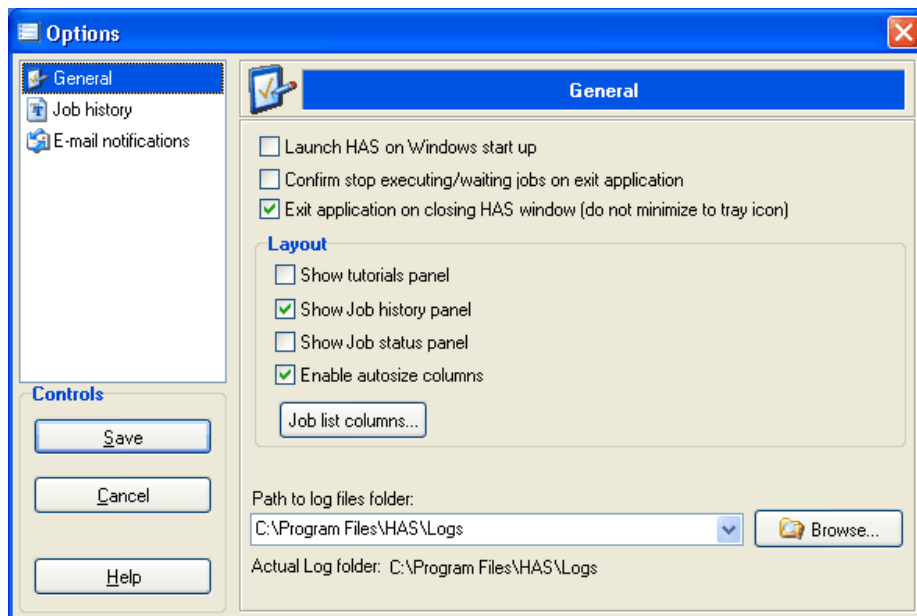 Options
General
Job history
E-mail notifications
Controls
Save
Cancel
Help
General
Launch HAS on Windows start up
Confirm stop executing/waiting jobs on exit application
Exit application on closing HAS window (do not minimize to tray icon)
Layout
Show tutorials panel
Show Job history panel
Show Job status panel
Enable autosize columns
Job list columns...
Path to log files folder:
C:\Program Files\HAS\Logs
Browse...
Actual Log folder: C:\Program Files\HAS\Logs